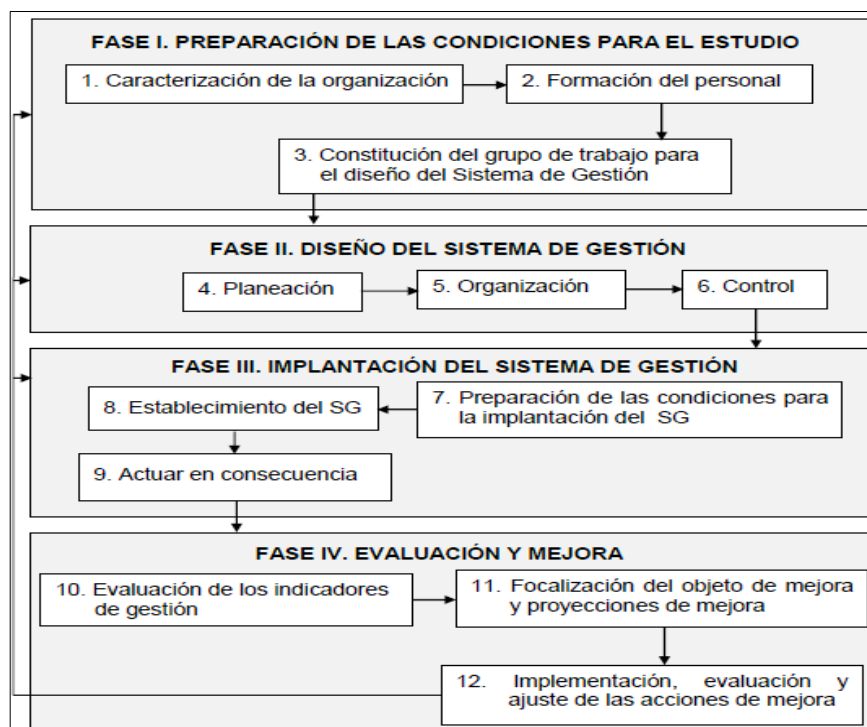 FASE I. PREPARACIÓN DE LAS CONDICIONES PARA EL ESTUDIO
1. Caracterización de la organización
2. Formación del personal
3. Constitución del grupo de trabajo para
el diseño del Sistema de Gestión
FASE II. DISEÑO DEL SISTEMA DE GESTIÓN
4. Planeación
5. Organización
6. Control
FASE III. IMPLANTACIÓN DEL SISTEMA DE GESTIÓN
7. Preparación de las condiciones para
la implantación del SG
8. Establecimiento del SG
9. Actuar en consecuencia
FASE IV. EVALUACIÓN Y MEJORA
10. Evaluación de los indicadores
de gestión
11. Focalización del objeto de mejora
y proyecciones de mejora
12. Implementación, evaluación y
ajuste de las acciones de mejora